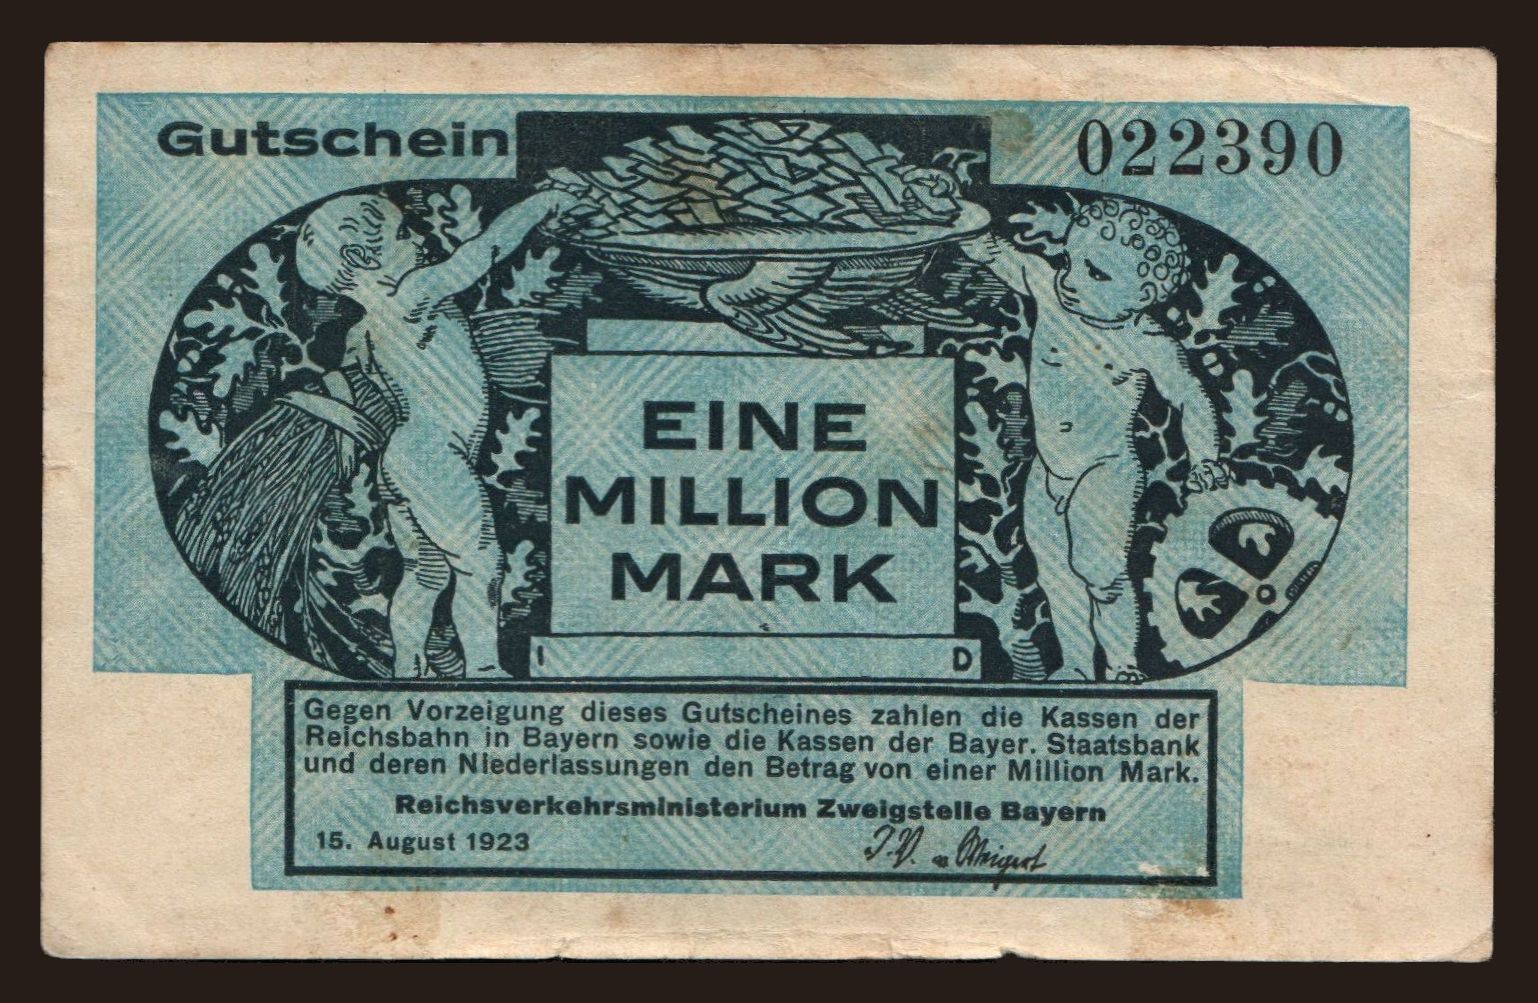 Gutschein
022390
EINE
MILLION
MARK
I D
Gegen Vorzeigung dieses Gutscheines zahlen die Kassen der
Reichsbahn in Bayern sowie die Kassen der Bayer. Staatsbank
und deren Niederlassungen den Betrag von einer Million Mark.
Reichsverkehrsministerium Zweigstelle Bayern
15. August 1923
J.V.